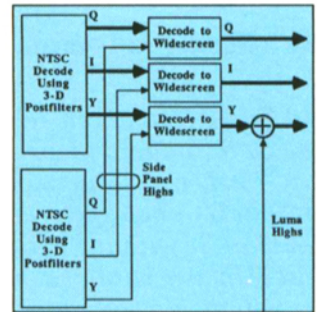 NTSC
Decode
Using
3-D
Postfilters
Q
I
Y
Decode to
Widescreen
Q
Decode to
Widescreen
I
Decode to
Widescreen
Y
Side
Panel
Highs
NTSC
Decode
Using
3-D
Postfilters
Q
I
Y
Luma
Highs